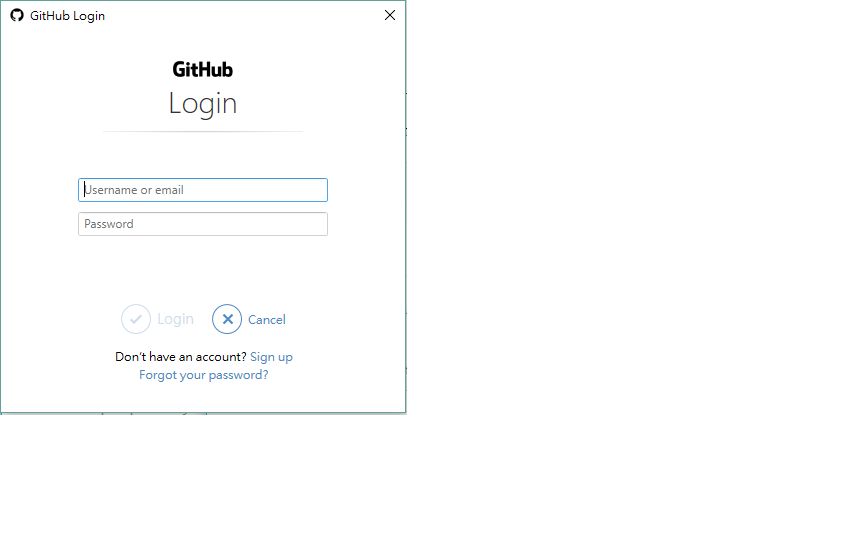 GitHub Login
GitHub
Login
Username or email
Password
Login Cancel
Don't have an account? Sign up
Forgot your password?